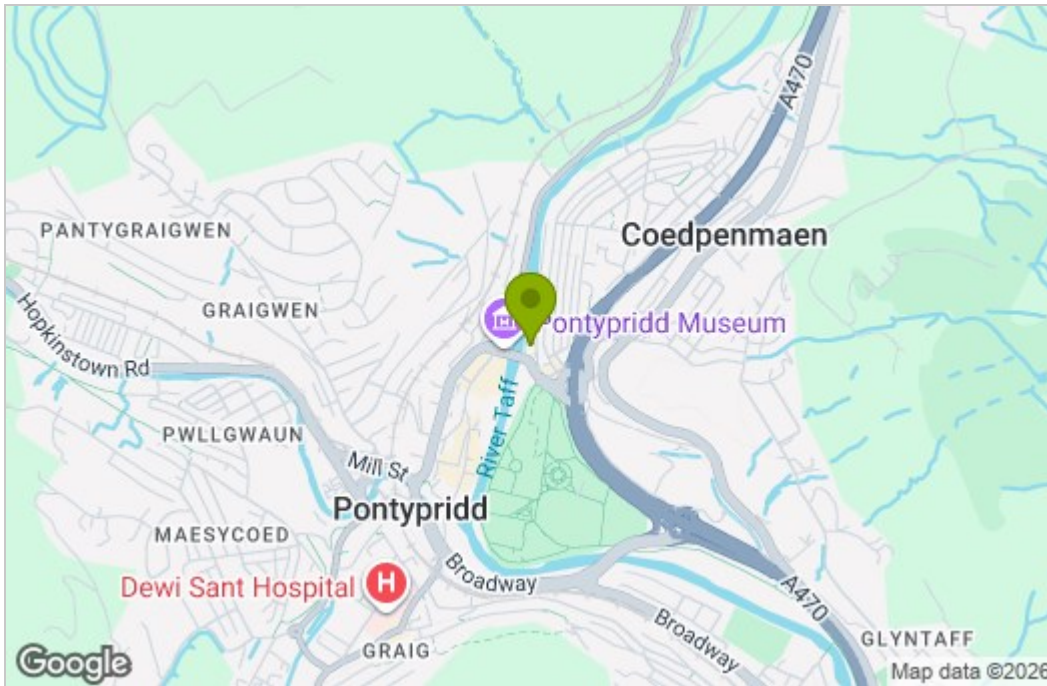 A470
PANTYGRAIGWEN
Coedpenmaen
GRAIGWEN
Hopkinstown Rd
Pontypridd Museum
PWLLGWAUN
River Taff
Mill St
Pontypridd
MAESYCOED
Dewi Sant Hospital
H
Broadway
A470
Broadway
GRAIG
GLYNTAFF
Google
Map data ©2026